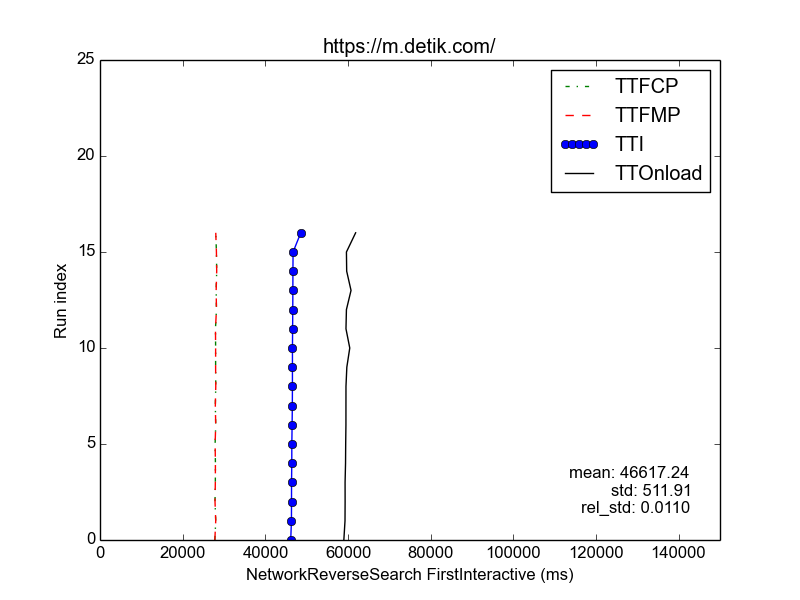 https://m.detik.com/
25
20
15
10
5
0
Run index
TTFCP
TTFMP
TTI
TTOnload
mean: 46617.24
std: 511.91
rel_std: 0.0110
0 20000 40000 60000 80000 100000 120000 140000
NetworkReverseSearch FirstInteractive (ms)